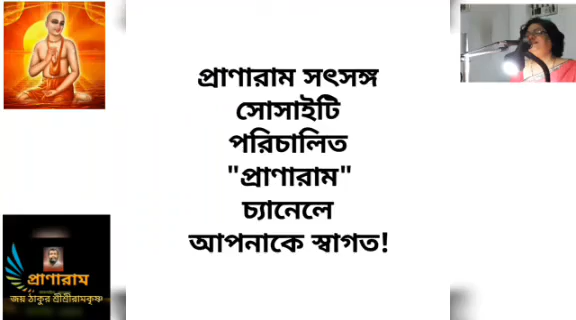 প্রাণারাম সৎসঙ্গ
সোসাইটি
পরিচালিত
"প্রাণারাম"
চ্যানেলে
আপনাকে স্বাগত!
প্রাণারাম
জয় ঠাকুর শ্রীশ্রীরামকৃষ্ণ